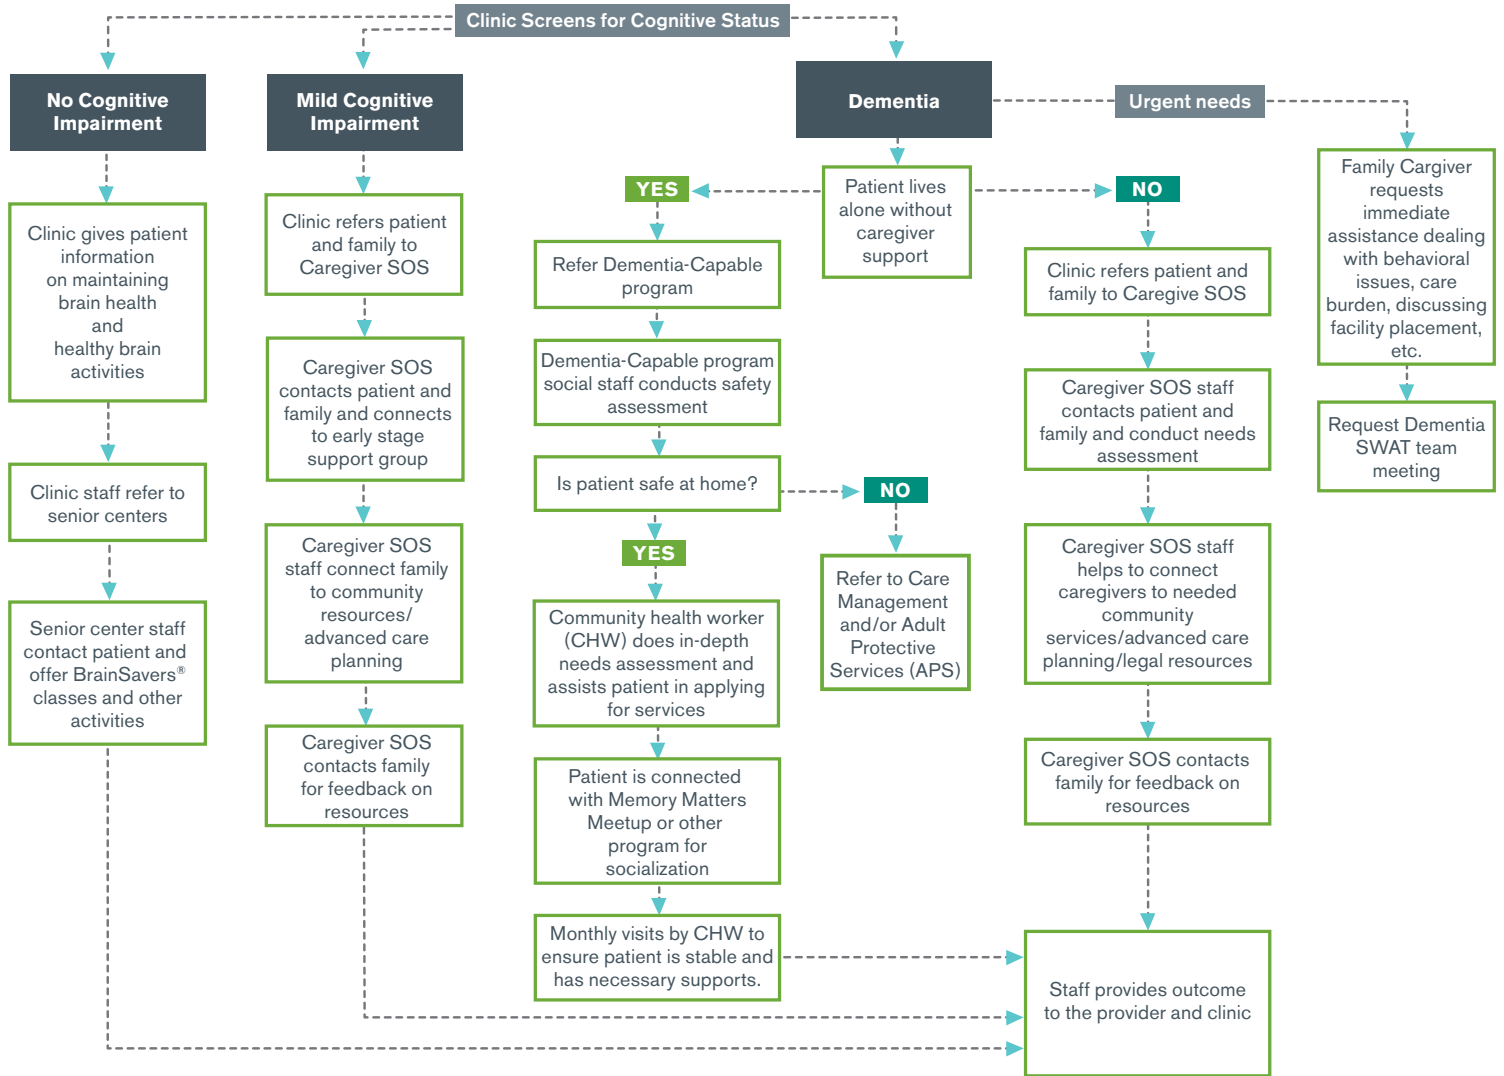 Clinic Screens for Cognitive Status
No Cognitive
Impairment
Clinic gives patient
information
on maintaining
brain health
and
healthy brain
activities
Clinic staff refer to
senior centers
Senior center staff
contact patient and
offer BrainSavers®
classes and other
activities
Mild Cognitive
Impairment
Clinic refers patient
and family to
Caregiver SOS
Caregiver SOS
contacts patient and
family and connects
to early stage
support group
Caregiver SOS
staff connect family
to community
resources/
advanced care
planning
Caregiver SOS
contacts family
for feedback on
resources
Dementia
Patient lives
alone without
caregiver
support
YES
Refer Dementia-Capable
program
Dementia-Capable program
social staff conducts safety
assessment
Is patient safe at home?
NO
Refer to Care
Management
and/or Adult
Protective
Services (APS)
YES
Community health worker
(CHW) does in-depth
needs assessment and
assists patient in applying
for services
Patient is connected
with Memory Matters
Meetup or other
program for
socialization
Monthly visits by CHW to
ensure patient is stable and
has necessary supports.
NO
Clinic refers patient and
family to Caregive SOS
Caregiver SOS staff
contacts patient and
family and conduct needs
assessment
Caregiver SOS staff
helps to connect
caregivers to needed
community
services/advanced care
planning/legal resources
Caregiver SOS contacts
family for feedback on
resources
Staff provides outcome
to the provider and clinic
Urgent needs
Family Cargiver
requests
immediate
assistance dealing
with behavioral
issues, care
burden, discussing
facility placement,
etc.
Request Dementia
SWAT team
meeting